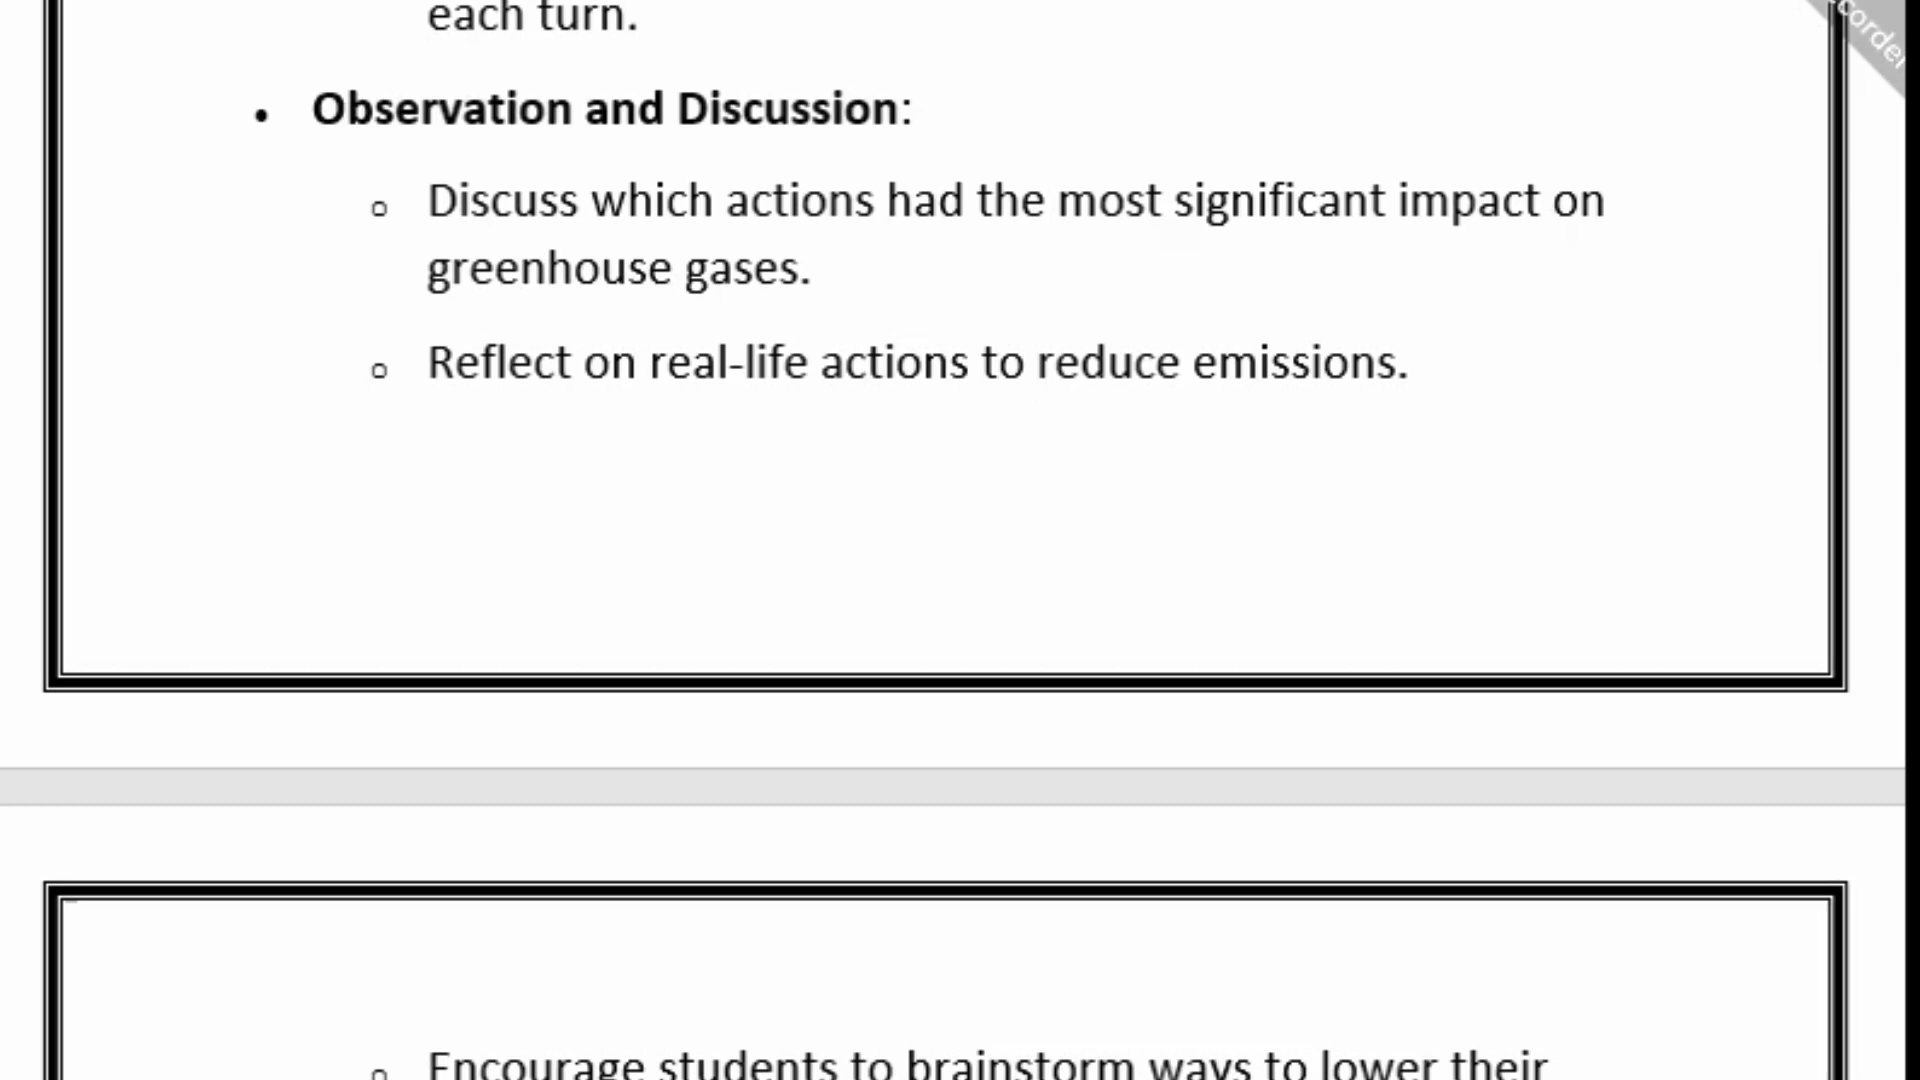 each turn.
• Observation and Discussion:
o Discuss which actions had the most significant impact on
greenhouse gases.
o Reflect on real-life actions to reduce emissions.
o Encourage students to brainstorm ways to lower their